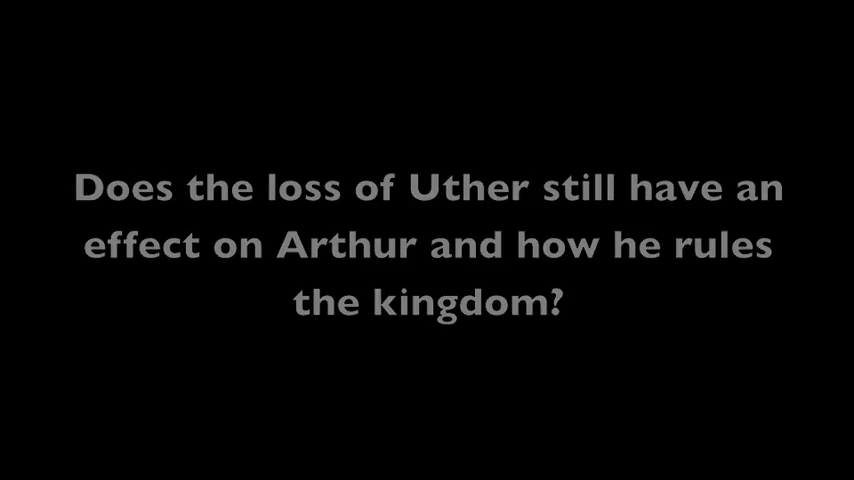 Does the loss of Uther still have an
effect on Arthur and how he rules
the kingdom?